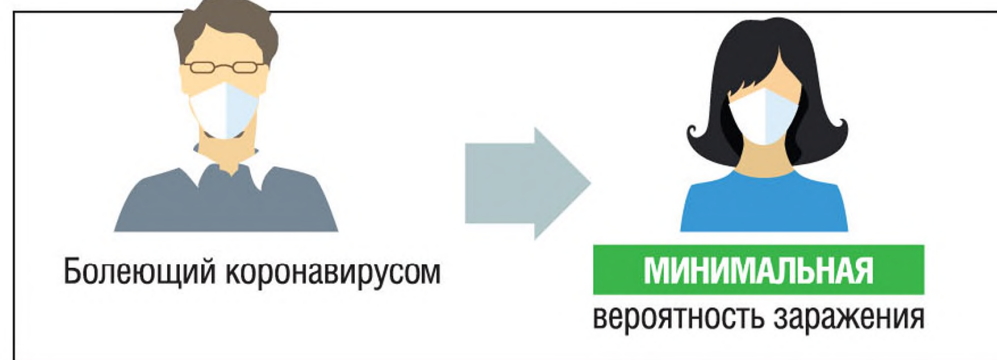 Болеющий коронавирусом
МИНИМАЛЬНАЯ
вероятность заражения